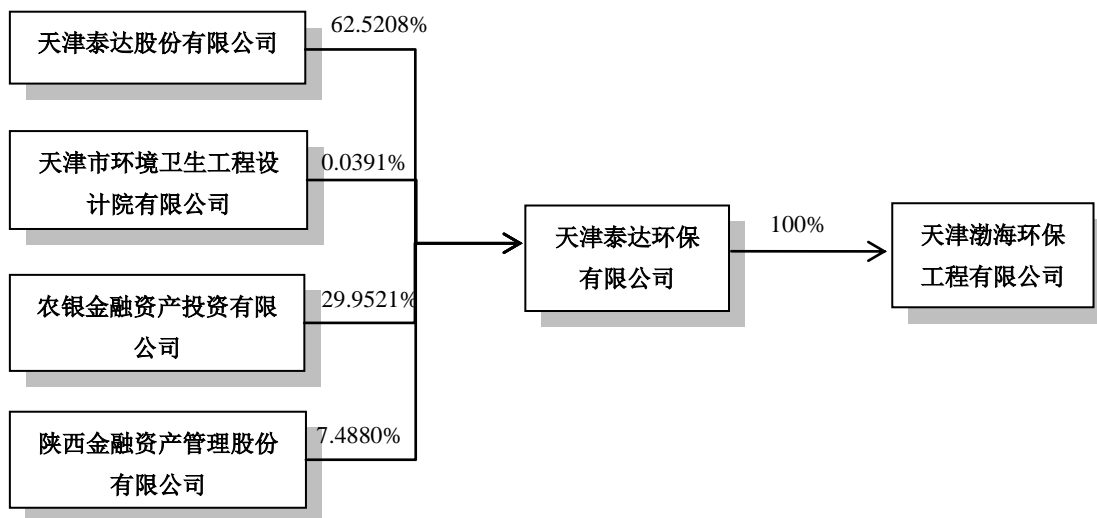 天津泰达股份有限公司
62.5208%
天津市环境卫生工程设
计院有限公司
0.0391%
农银金融资产投资有限
公司
29.9521%
陕西金融资产管理股份
有限公司
7.4880%
天津泰达环保
有限公司
100%
天津渤海环保
工程有限公司